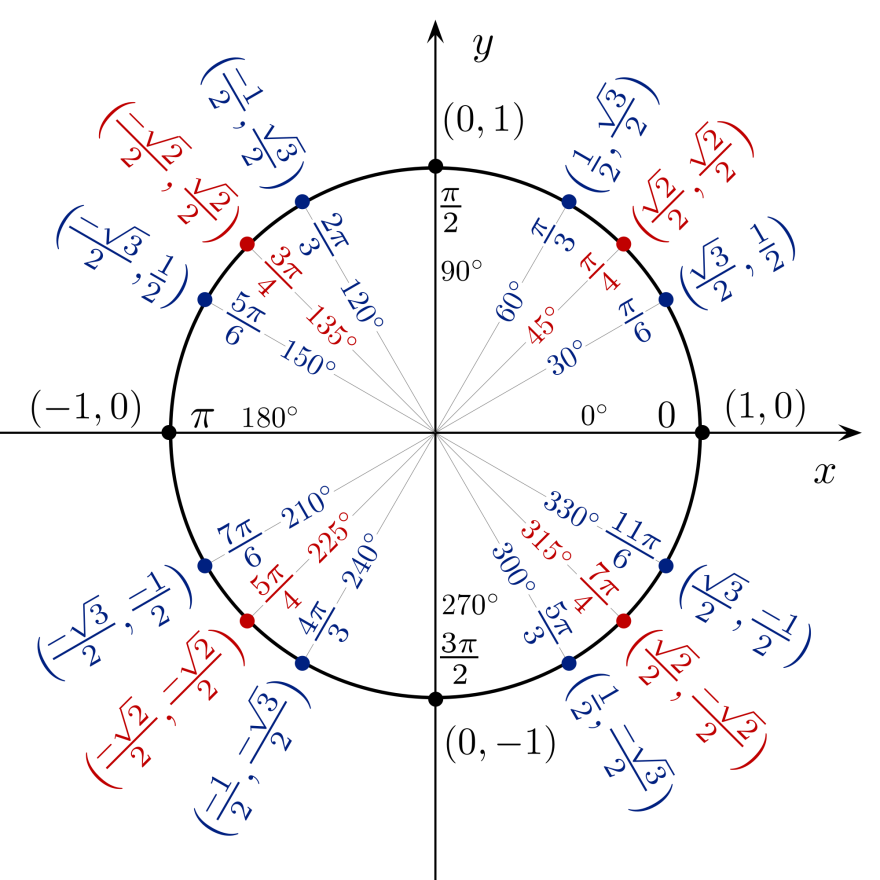 y
(0, 1)
π/2
90°
(1/2, √3/2)
π/3
60°
(√2/2, √2/2)
π/4
45°
(√3/2, 1/2)
π/6
30°
(−1/2, √3/2)
2π/3
120°
(−√2/2, √2/2)
3π/4
135°
(−√3/2, 1/2)
5π/6
150°
(−1, 0)
π 180°
0° 0
(1, 0)
x
7π/6 210°
(−√3/2, −1/2)
5π/4 225°
(−√2/2, −√2/2)
4π/3 240°
(−1/2, −√3/2)
270°
3π/2
(0, −1)
300° 5π/3
(1/2, −√3/2)
315° 7π/4
(√2/2, −√2/2)
330° 11π/6
(√3/2, −1/2)